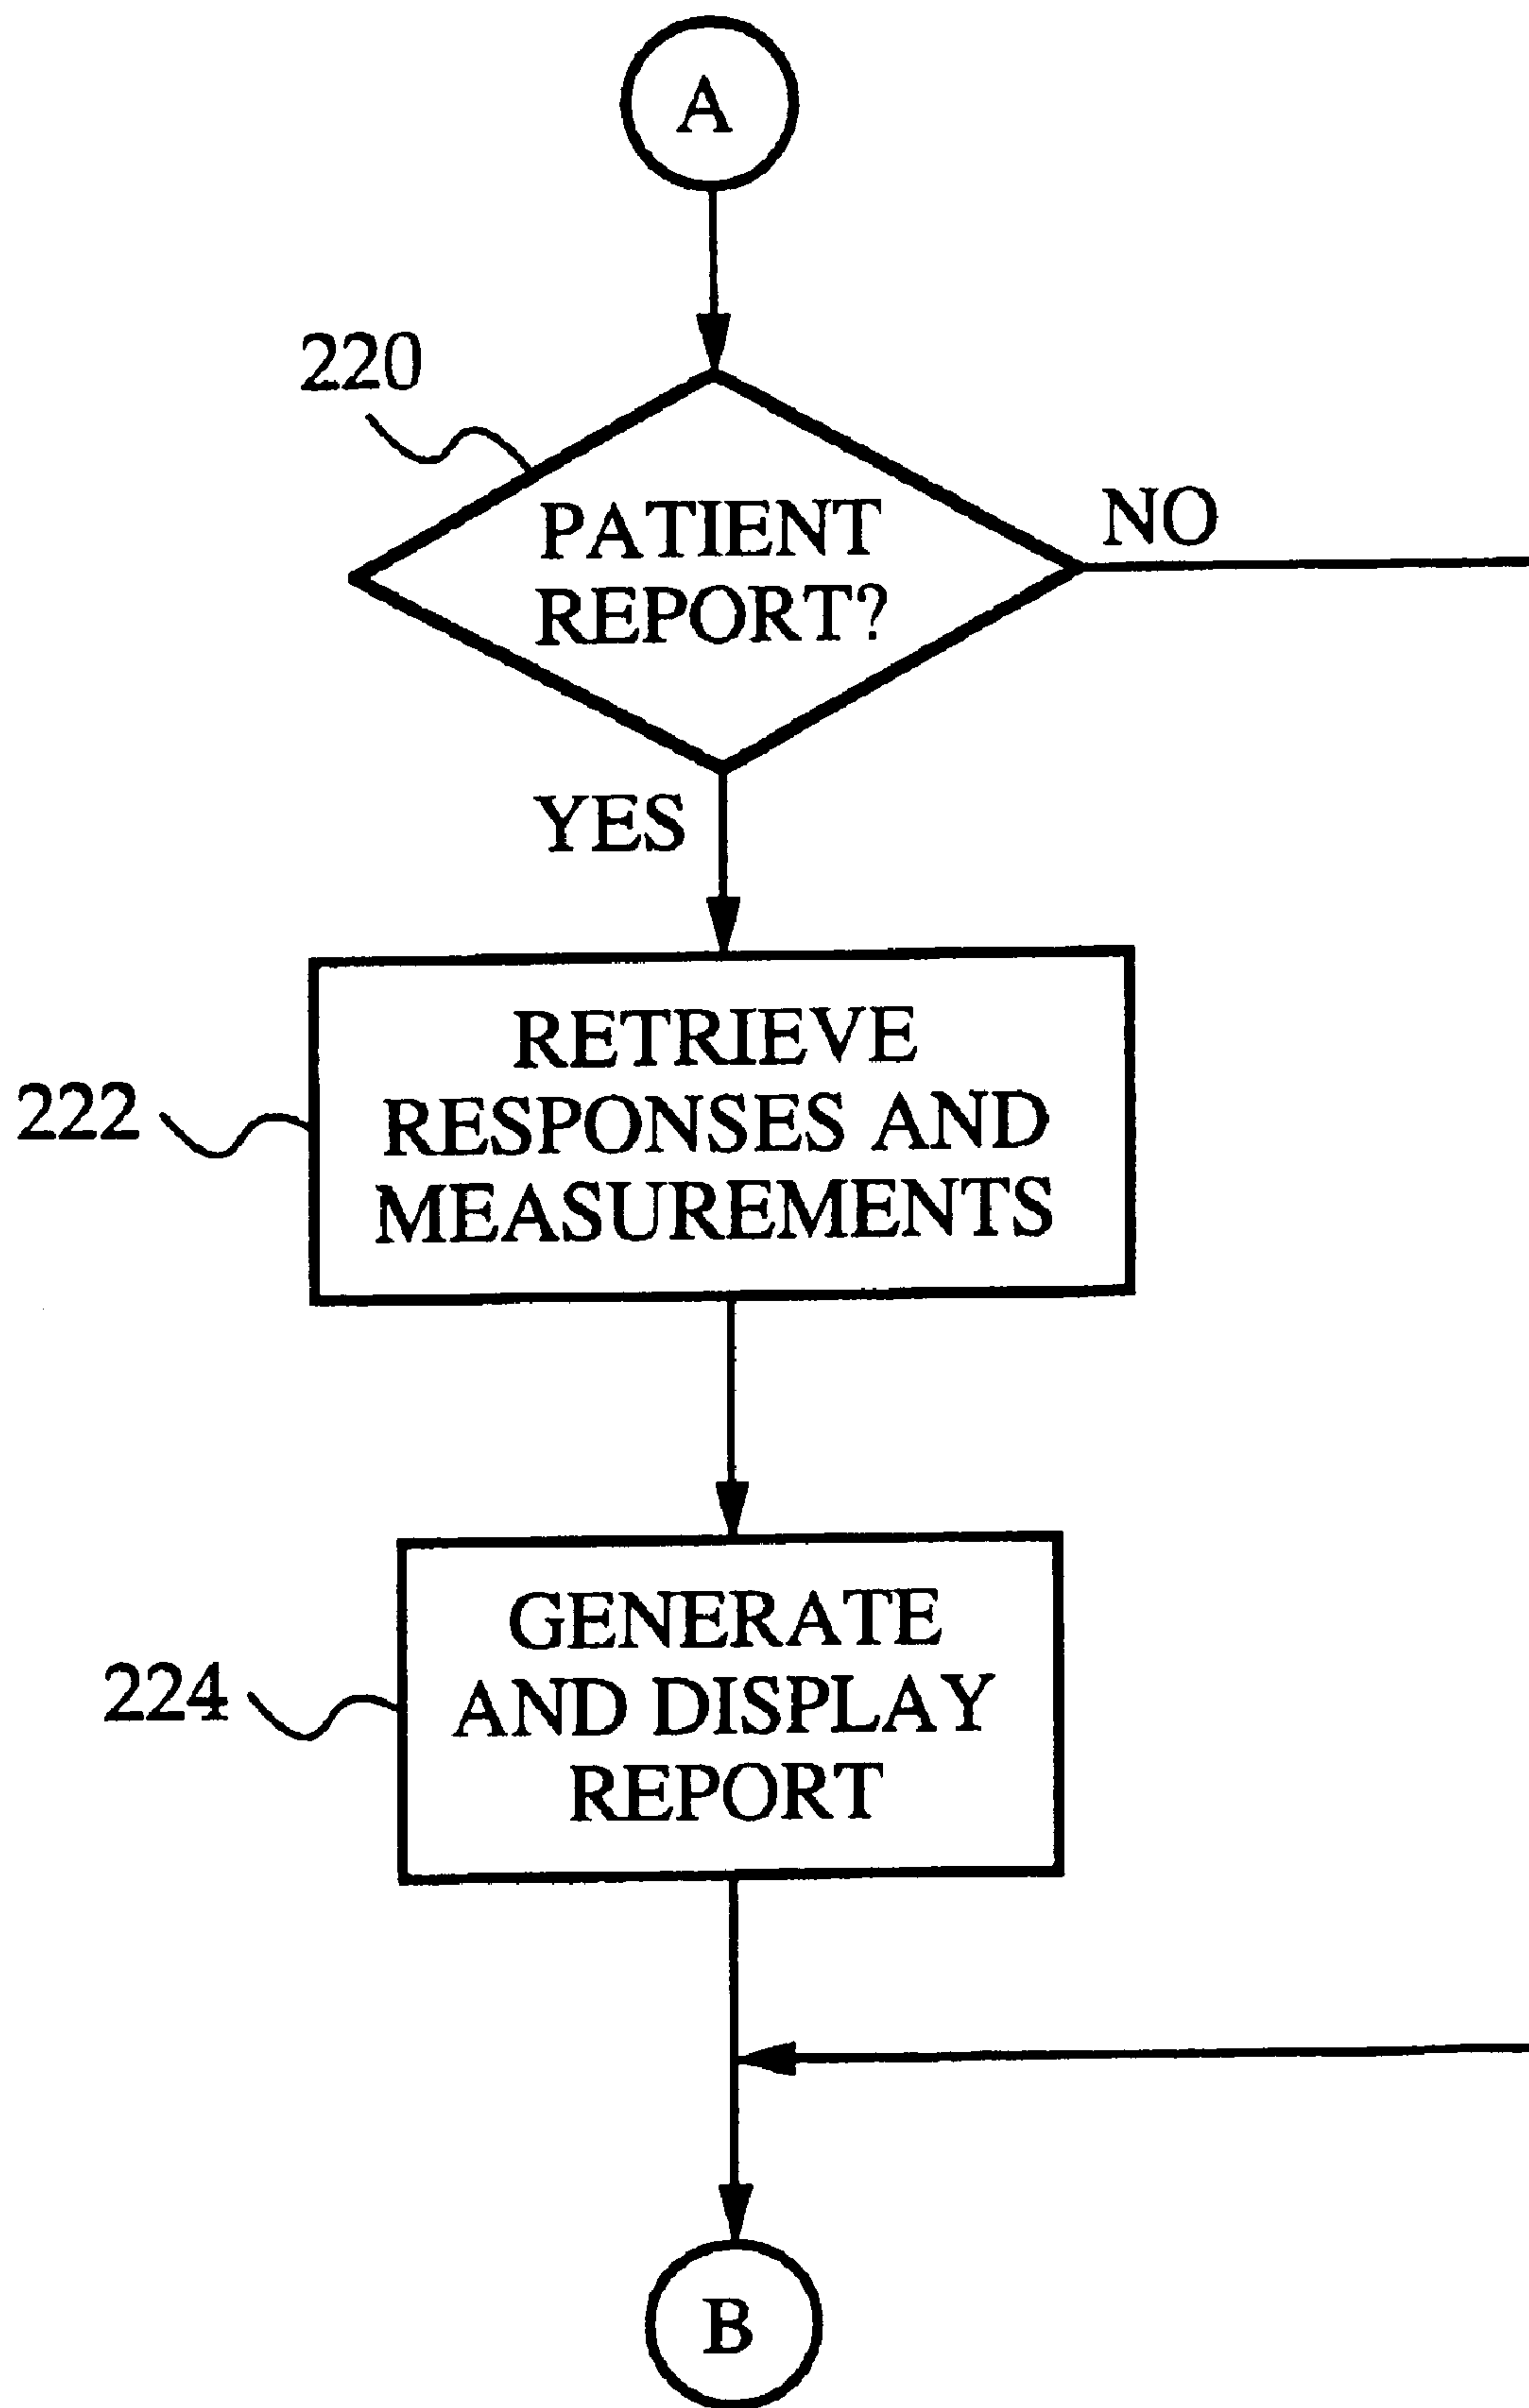 A
220
PATIENT
REPORT?
NO
YES
RETRIEVE
RESPONSES AND
MEASUREMENTS
222
GENERATE
AND DISPLAY
REPORT
224
B